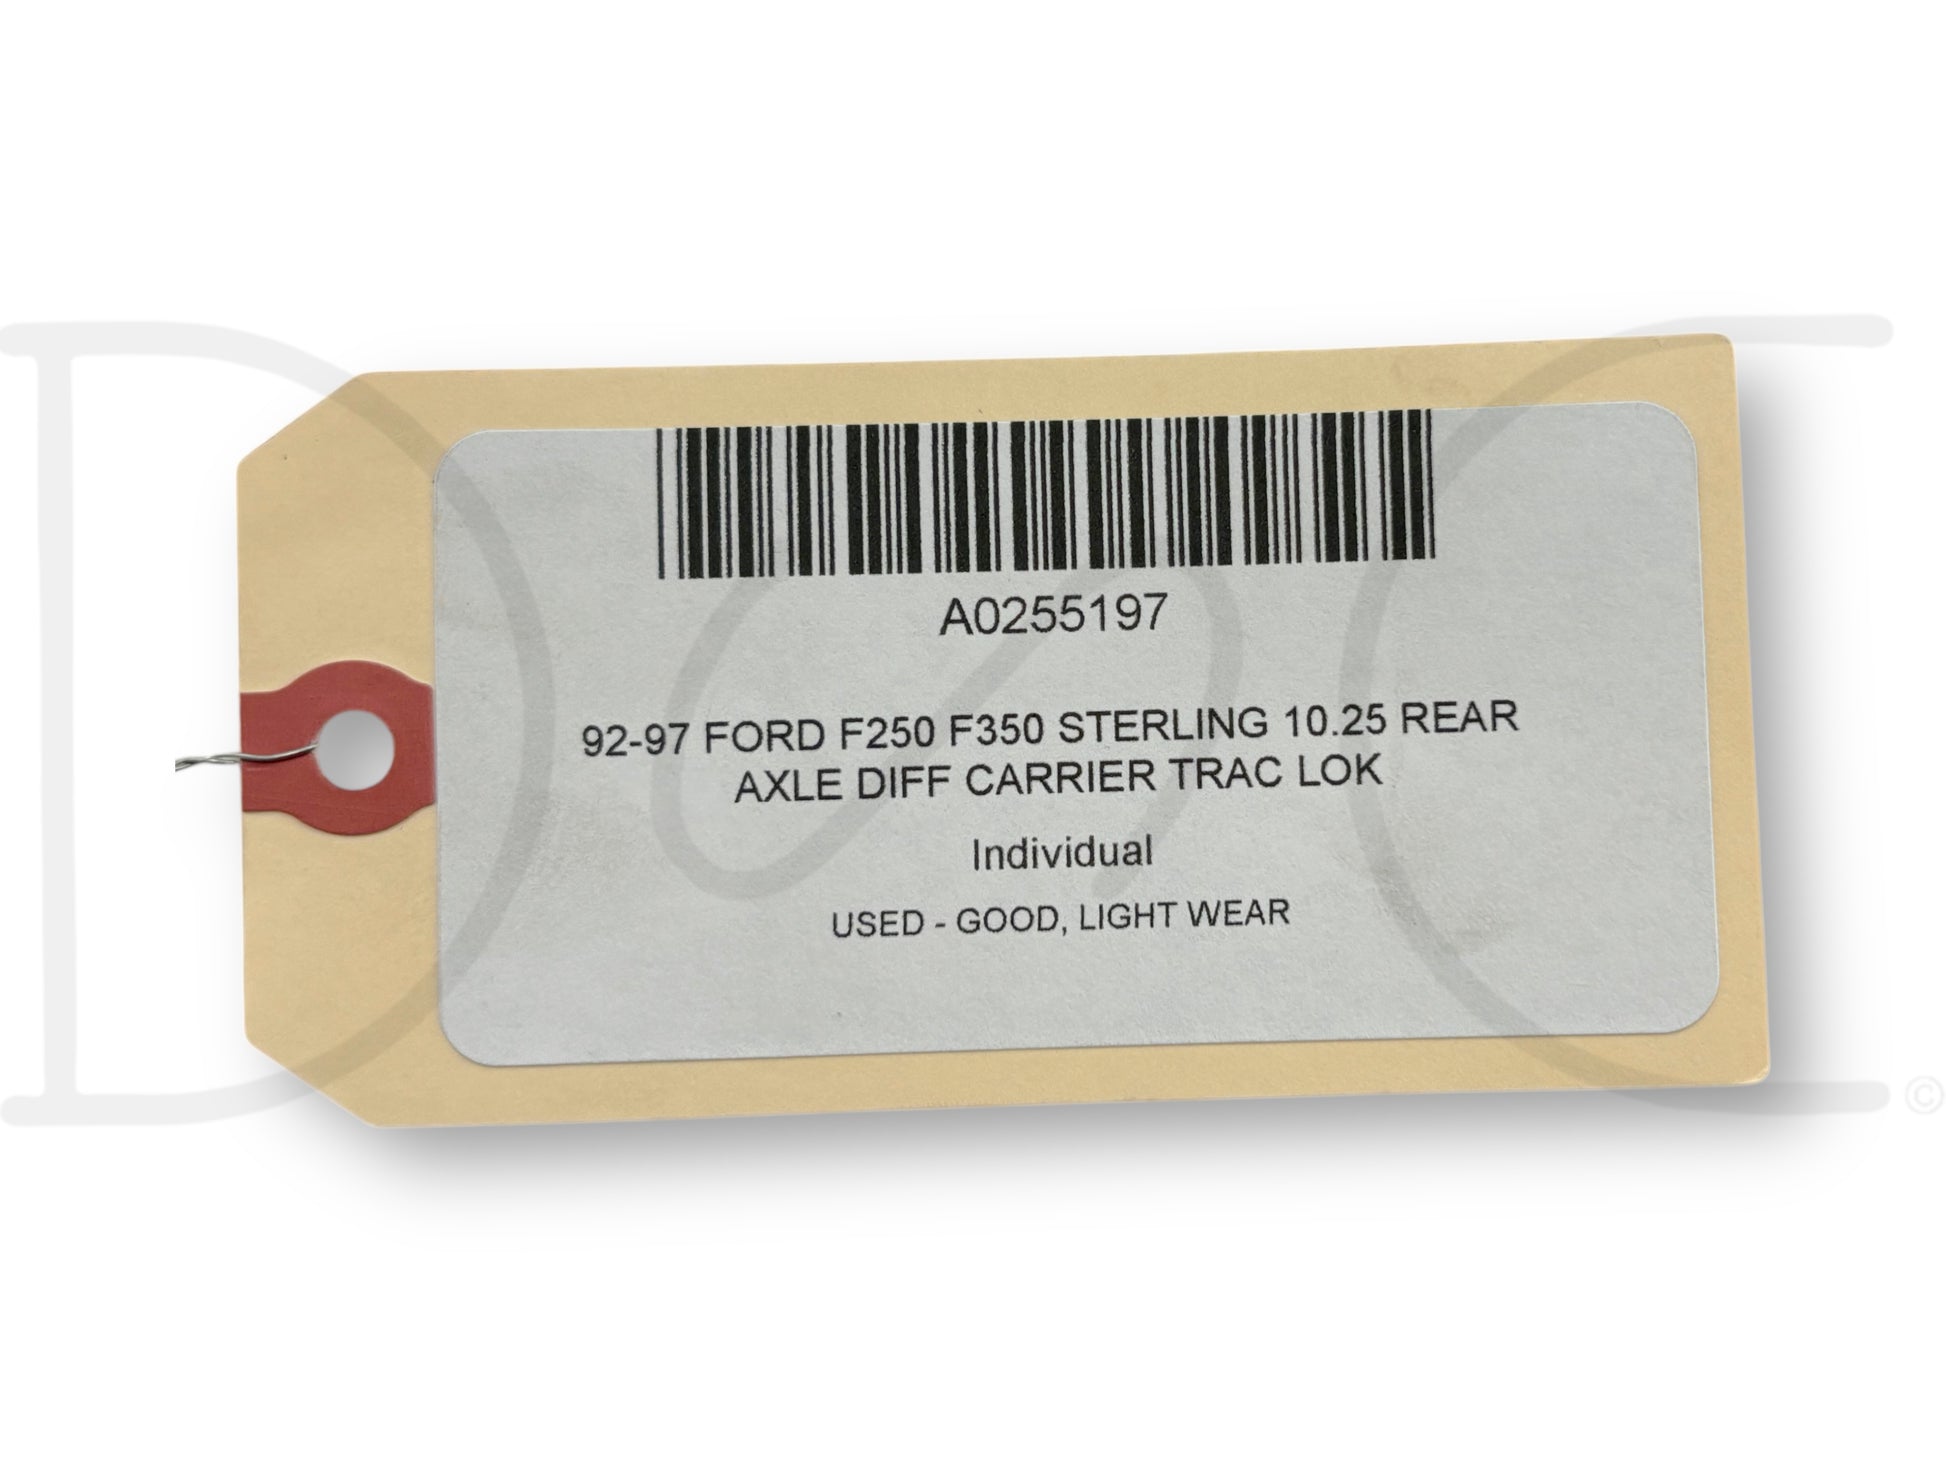 A0255197
92-97 FORD F250 F350 STERLING 10.25 REAR
AXLE DIFF CARRIER TRAC LOK
Individual
USED - GOOD, LIGHT WEAR
©